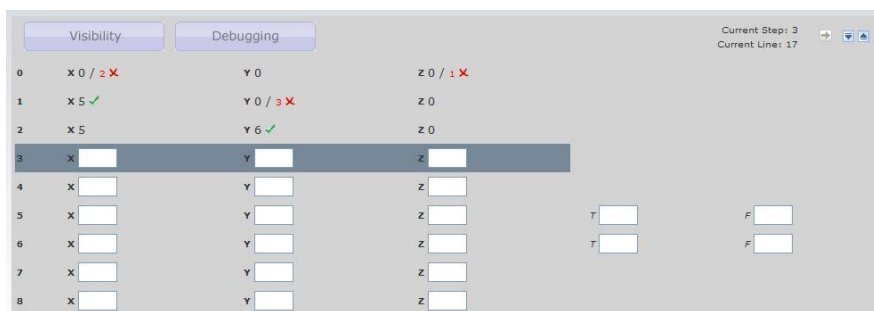 Visibility Debugging Current Step: 3
Current Line: 17
0 X 0 / 2 ✗ Y 0 Z 0 / 1 ✗
1 X 5 ✓ Y 0 / 3 ✗ Z 0
2 X 5 Y 6 ✓ Z 0
3 X Y Z
4 X Y Z
5 X Y Z T F
6 X Y Z T F
7 X Y Z
8 X Y Z